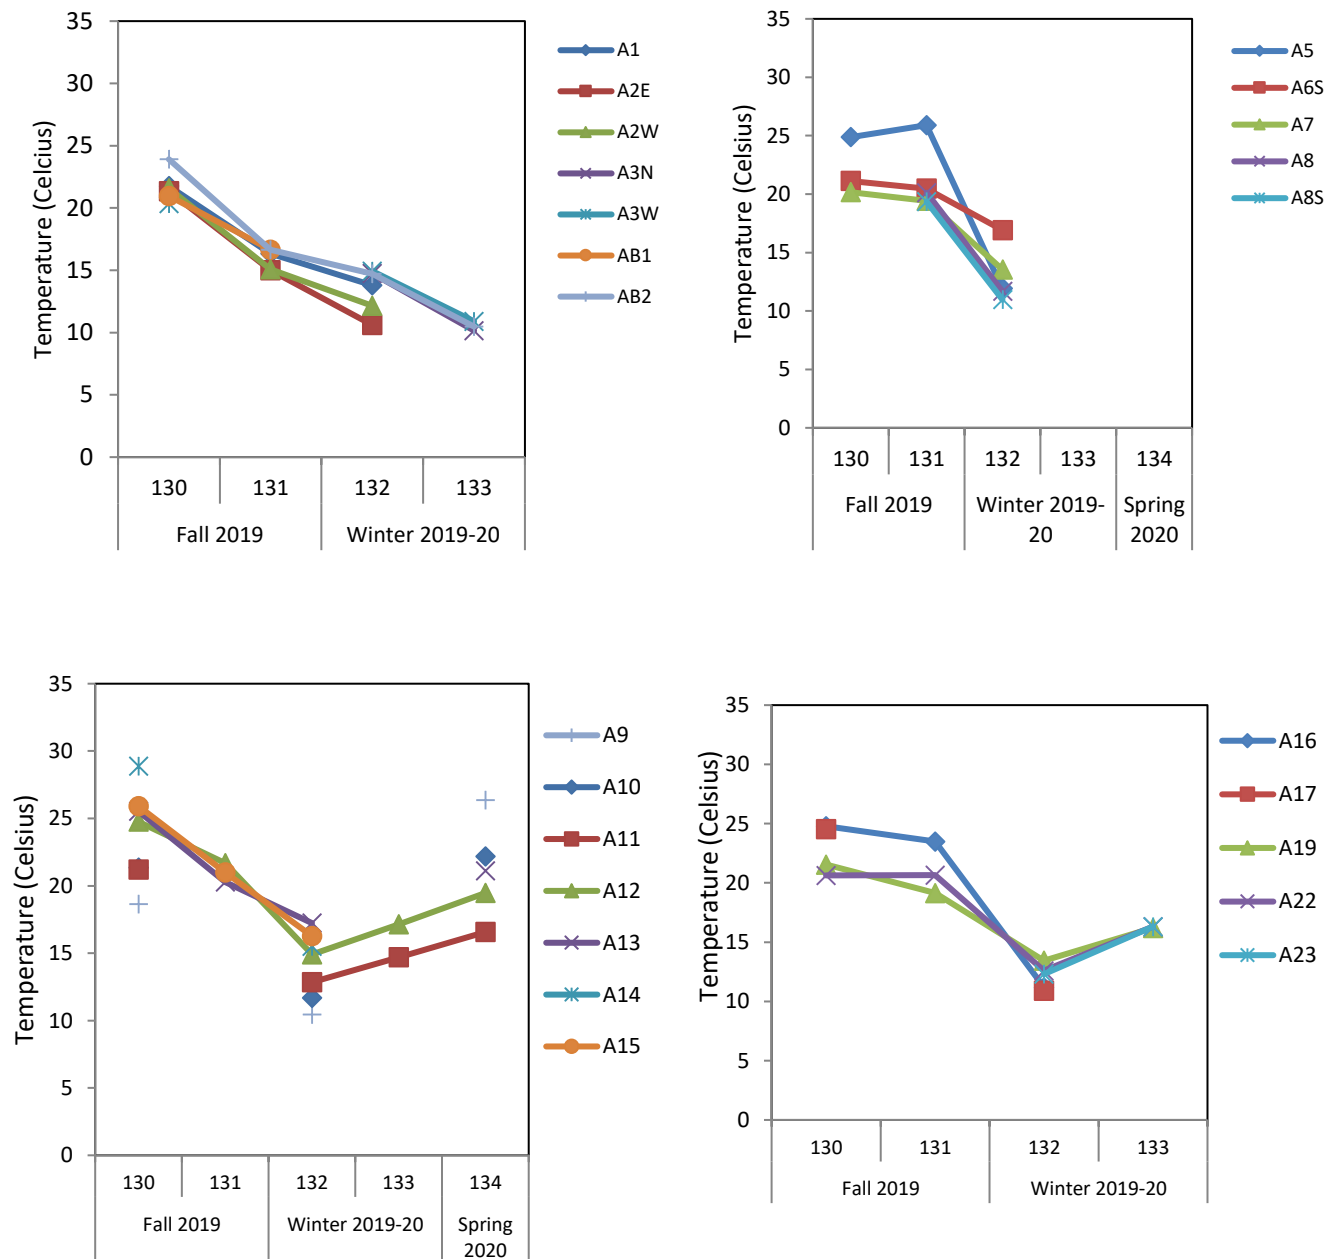 35
30
25
20
15
10
5
0
Temperature (Celcius)
130 131 132 133
Fall 2019 Winter 2019-20
A1
A2E
A2W
A3N
A3W
AB1
AB2
35
30
25
20
15
10
5
0
Temperature (Celsius)
130 131 132 133 134
Fall 2019 Winter 2019- Spring
20 2020
A5
A6S
A7
A8
A8S
35
30
25
20
15
10
5
0
Temperature (Celsius)
130 131 132 133 134
Fall 2019 Winter 2019-20 Spring
2020
A9
A10
A11
A12
A13
A14
A15
35
30
25
20
15
10
5
0
Temperature (Celsius)
130 131 132 133
Fall 2019 Winter 2019-20
A16
A17
A19
A22
A23